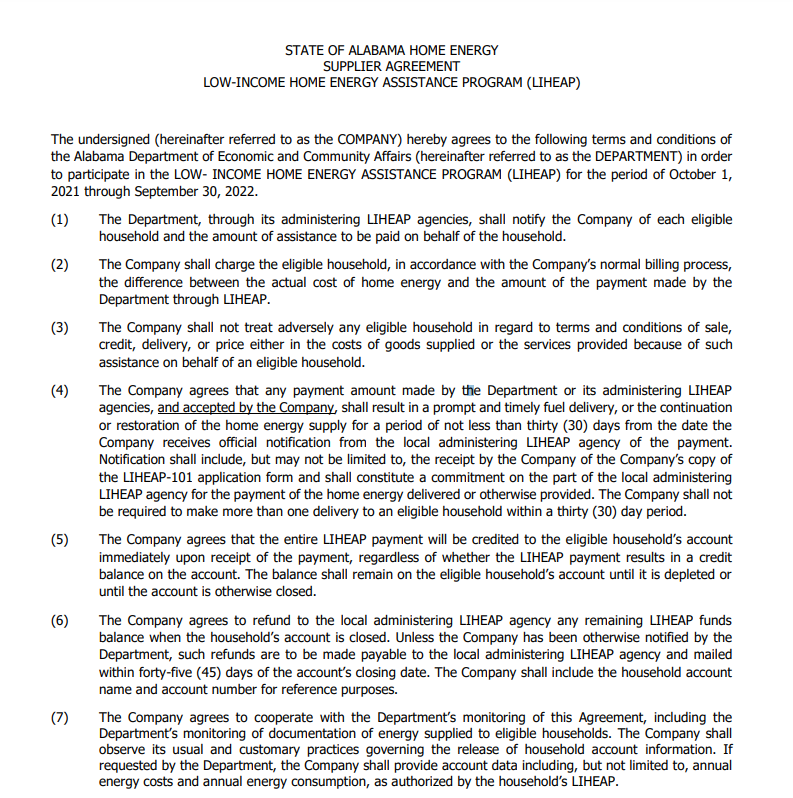 STATE OF ALABAMA HOME ENERGY
SUPPLIER AGREEMENT
LOW-INCOME HOME ENERGY ASSISTANCE PROGRAM (LIHEAP)
The undersigned (hereinafter referred to as the COMPANY) hereby agrees to the following terms and conditions of
the Alabama Department of Economic and Community Affairs (hereinafter referred to as the DEPARTMENT) in order
to participate in the LOW- INCOME HOME ENERGY ASSISTANCE PROGRAM (LIHEAP) for the period of October 1,
2021 through September 30, 2022.
(1) The Department, through its administering LIHEAP agencies, shall notify the Company of each eligible
household and the amount of assistance to be paid on behalf of the household.
(2) The Company shall charge the eligible household, in accordance with the Company's normal billing process,
the difference between the actual cost of home energy and the amount of the payment made by the
Department through LIHEAP.
(3) The Company shall not treat adversely any eligible household in regard to terms and conditions of sale,
credit, delivery, or price either in the costs of goods supplied or the services provided because of such
assistance on behalf of an eligible household.
(4) The Company agrees that any payment amount made by the Department or its administering LIHEAP
agencies, and accepted by the Company, shall result in a prompt and timely fuel delivery, or the continuation
or restoration of the home energy supply for a period of not less than thirty (30) days from the date the
Company receives official notification from the local administering LIHEAP agency of the payment.
Notification shall include, but may not be limited to, the receipt by the Company of the Company's copy of
the LIHEAP-101 application form and shall constitute a commitment on the part of the local administering
LIHEAP agency for the payment of the home energy delivered or otherwise provided. The Company shall not
be required to make more than one delivery to an eligible household within a thirty (30) day period.
(5) The Company agrees that the entire LIHEAP payment will be credited to the eligible household's account
immediately upon receipt of the payment, regardless of whether the LIHEAP payment results in a credit
balance on the account. The balance shall remain on the eligible household's account until it is depleted or
until the account is otherwise closed.
(6) The Company agrees to refund to the local administering LIHEAP agency any remaining LIHEAP funds
balance when the household's account is closed. Unless the Company has been otherwise notified by the
Department, such refunds are to be made payable to the local administering LIHEAP agency and mailed
within forty-five (45) days of the account's closing date. The Company shall include the household account
name and account number for reference purposes.
(7) The Company agrees to cooperate with the Department's monitoring of this Agreement, including the
Department's monitoring of documentation of energy supplied to eligible households. The Company shall
observe its usual and customary practices governing the release of household account information. If
requested by the Department, the Company shall provide account data including, but not limited to, annual
energy costs and annual energy consumption, as authorized by the household's LIHEAP.